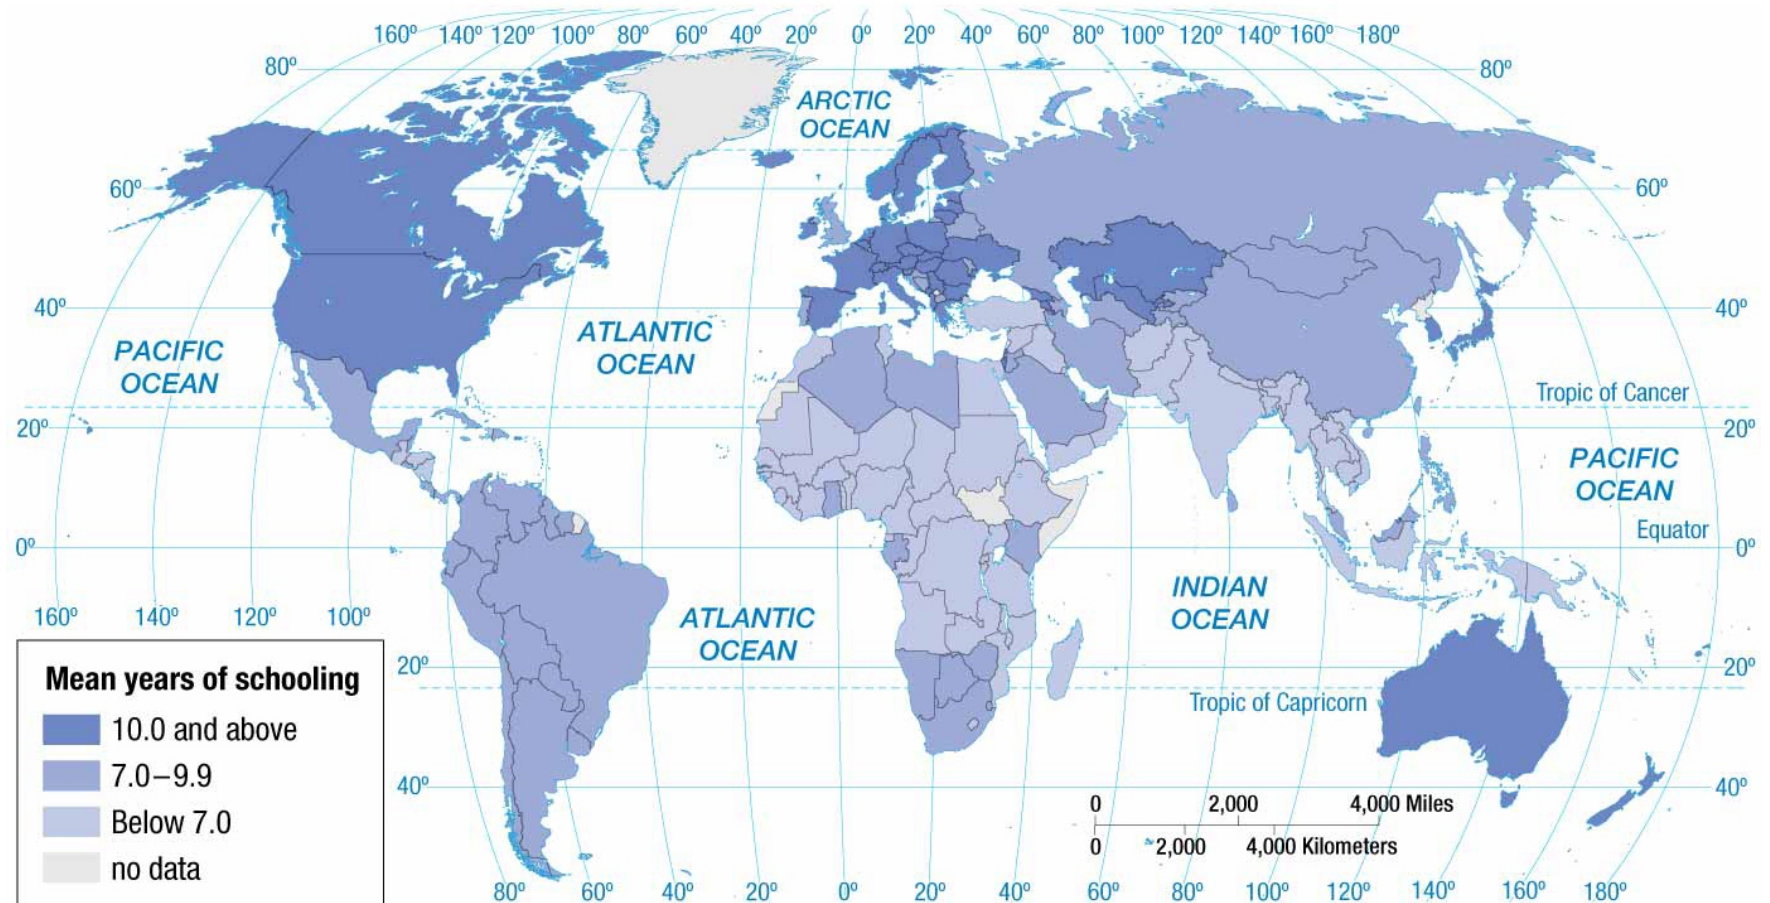 160º 140º 120º 100º 80º 60º 40º 20º 0º 20º 40º 60º 80º 100º 120º 140º 160º 180º
80º 80º
ARCTIC
OCEAN
60º 60º
40º 40º
ATLANTIC
OCEAN
PACIFIC
OCEAN
Tropic of Cancer
20º 20º
PACIFIC
OCEAN
Equator
0º 0º
INDIAN
OCEAN
160º 140º 120º 100º
ATLANTIC
OCEAN
20º 20º
Tropic of Capricorn
Mean years of schooling
10.0 and above
7.0–9.9
Below 7.0
no data
40º 40º
0 2,000 4,000 Miles
0 2,000 4,000 Kilometers
80º 60º 40º 20º 0º 20º 40º 60º 80º 100º 120º 140º 160º 180º